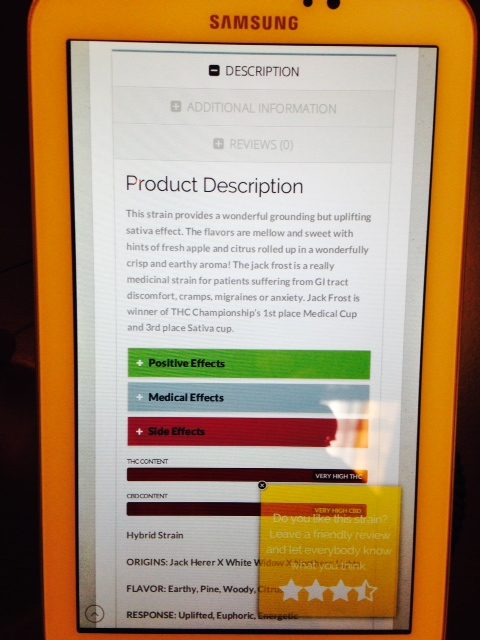 SAMSUNG
DESCRIPTION
ADDITIONAL INFORMATION
REVIEWS (0)
Product Description
This strain provides a wonderful grounding but uplifting
sativa effect. The flavors are mellow and sweet with
hints of fresh apple and citrus rolled up in a wonderfully
crisp and earthy aroma! The jack frost is a really
medicinal strain for patients suffering from GI tract
discomfort, cramps, migraines or anxiety. Jack Frost is
winner of THC Championship's 1st place Medical Cup
and 3rd place Sativa cup.
+ Positive Effects
+ Medical Effects
+ Side Effects
THC CONTENT
VERY HIGH THC
CBD CONTENT
VERY HIGH CBD
Do you like this strain?
Leave a friendly review
and let everybody know
what you think
Hybrid Strain
ORIGINS: Jack Herer X White Widow X Northern
FLAVOR: Earthy, Pine, Woody, Citrus
RESPONSE: Uplifted, Euphoric, Energetic